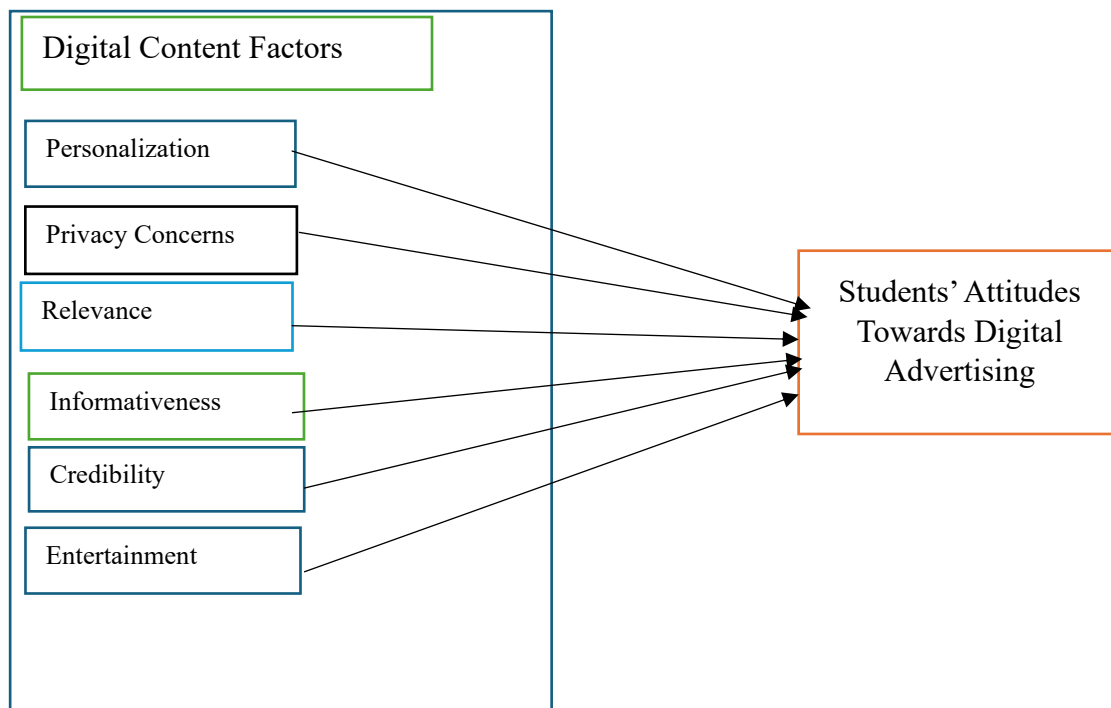 Digital Content Factors
Personalization
Privacy Concerns
Relevance
Informativeness
Credibility
Entertainment
Students’ Attitudes
Towards Digital
Advertising